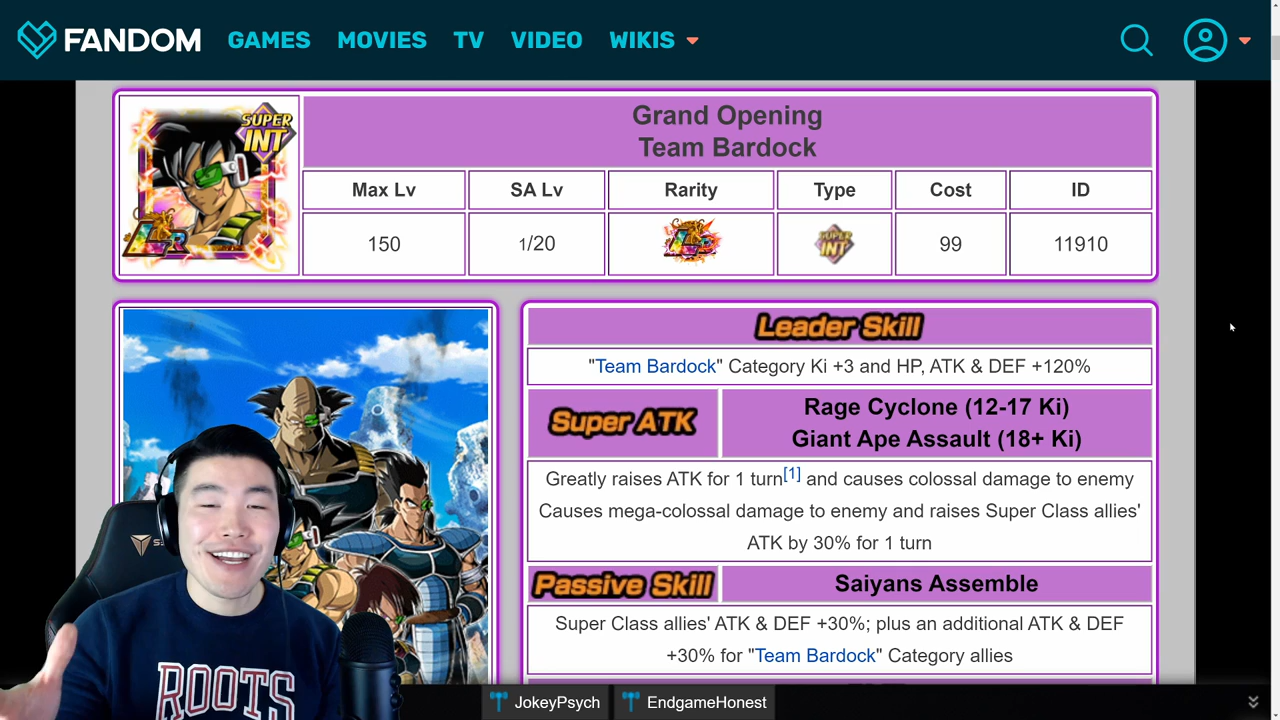 FANDOM GAMES MOVIES TV VIDEO WIKIS
SUPER INT
LR
Grand Opening
Team Bardock
Max Lv SA Lv Rarity Type Cost ID
150 1/20 LR SUPER INT 99 11910
Leader Skill
"Team Bardock" Category Ki +3 and HP, ATK & DEF +120%
Super ATK
Rage Cyclone (12-17 Ki)
Giant Ape Assault (18+ Ki)
Greatly raises ATK for 1 turn[1] and causes colossal damage to enemy
Causes mega-colossal damage to enemy and raises Super Class allies'
ATK by 30% for 1 turn
Passive Skill Saiyans Assemble
Super Class allies' ATK & DEF +30%; plus an additional ATK & DEF
+30% for "Team Bardock" Category allies
ROOTS
JokeyPsych EndgameHonest